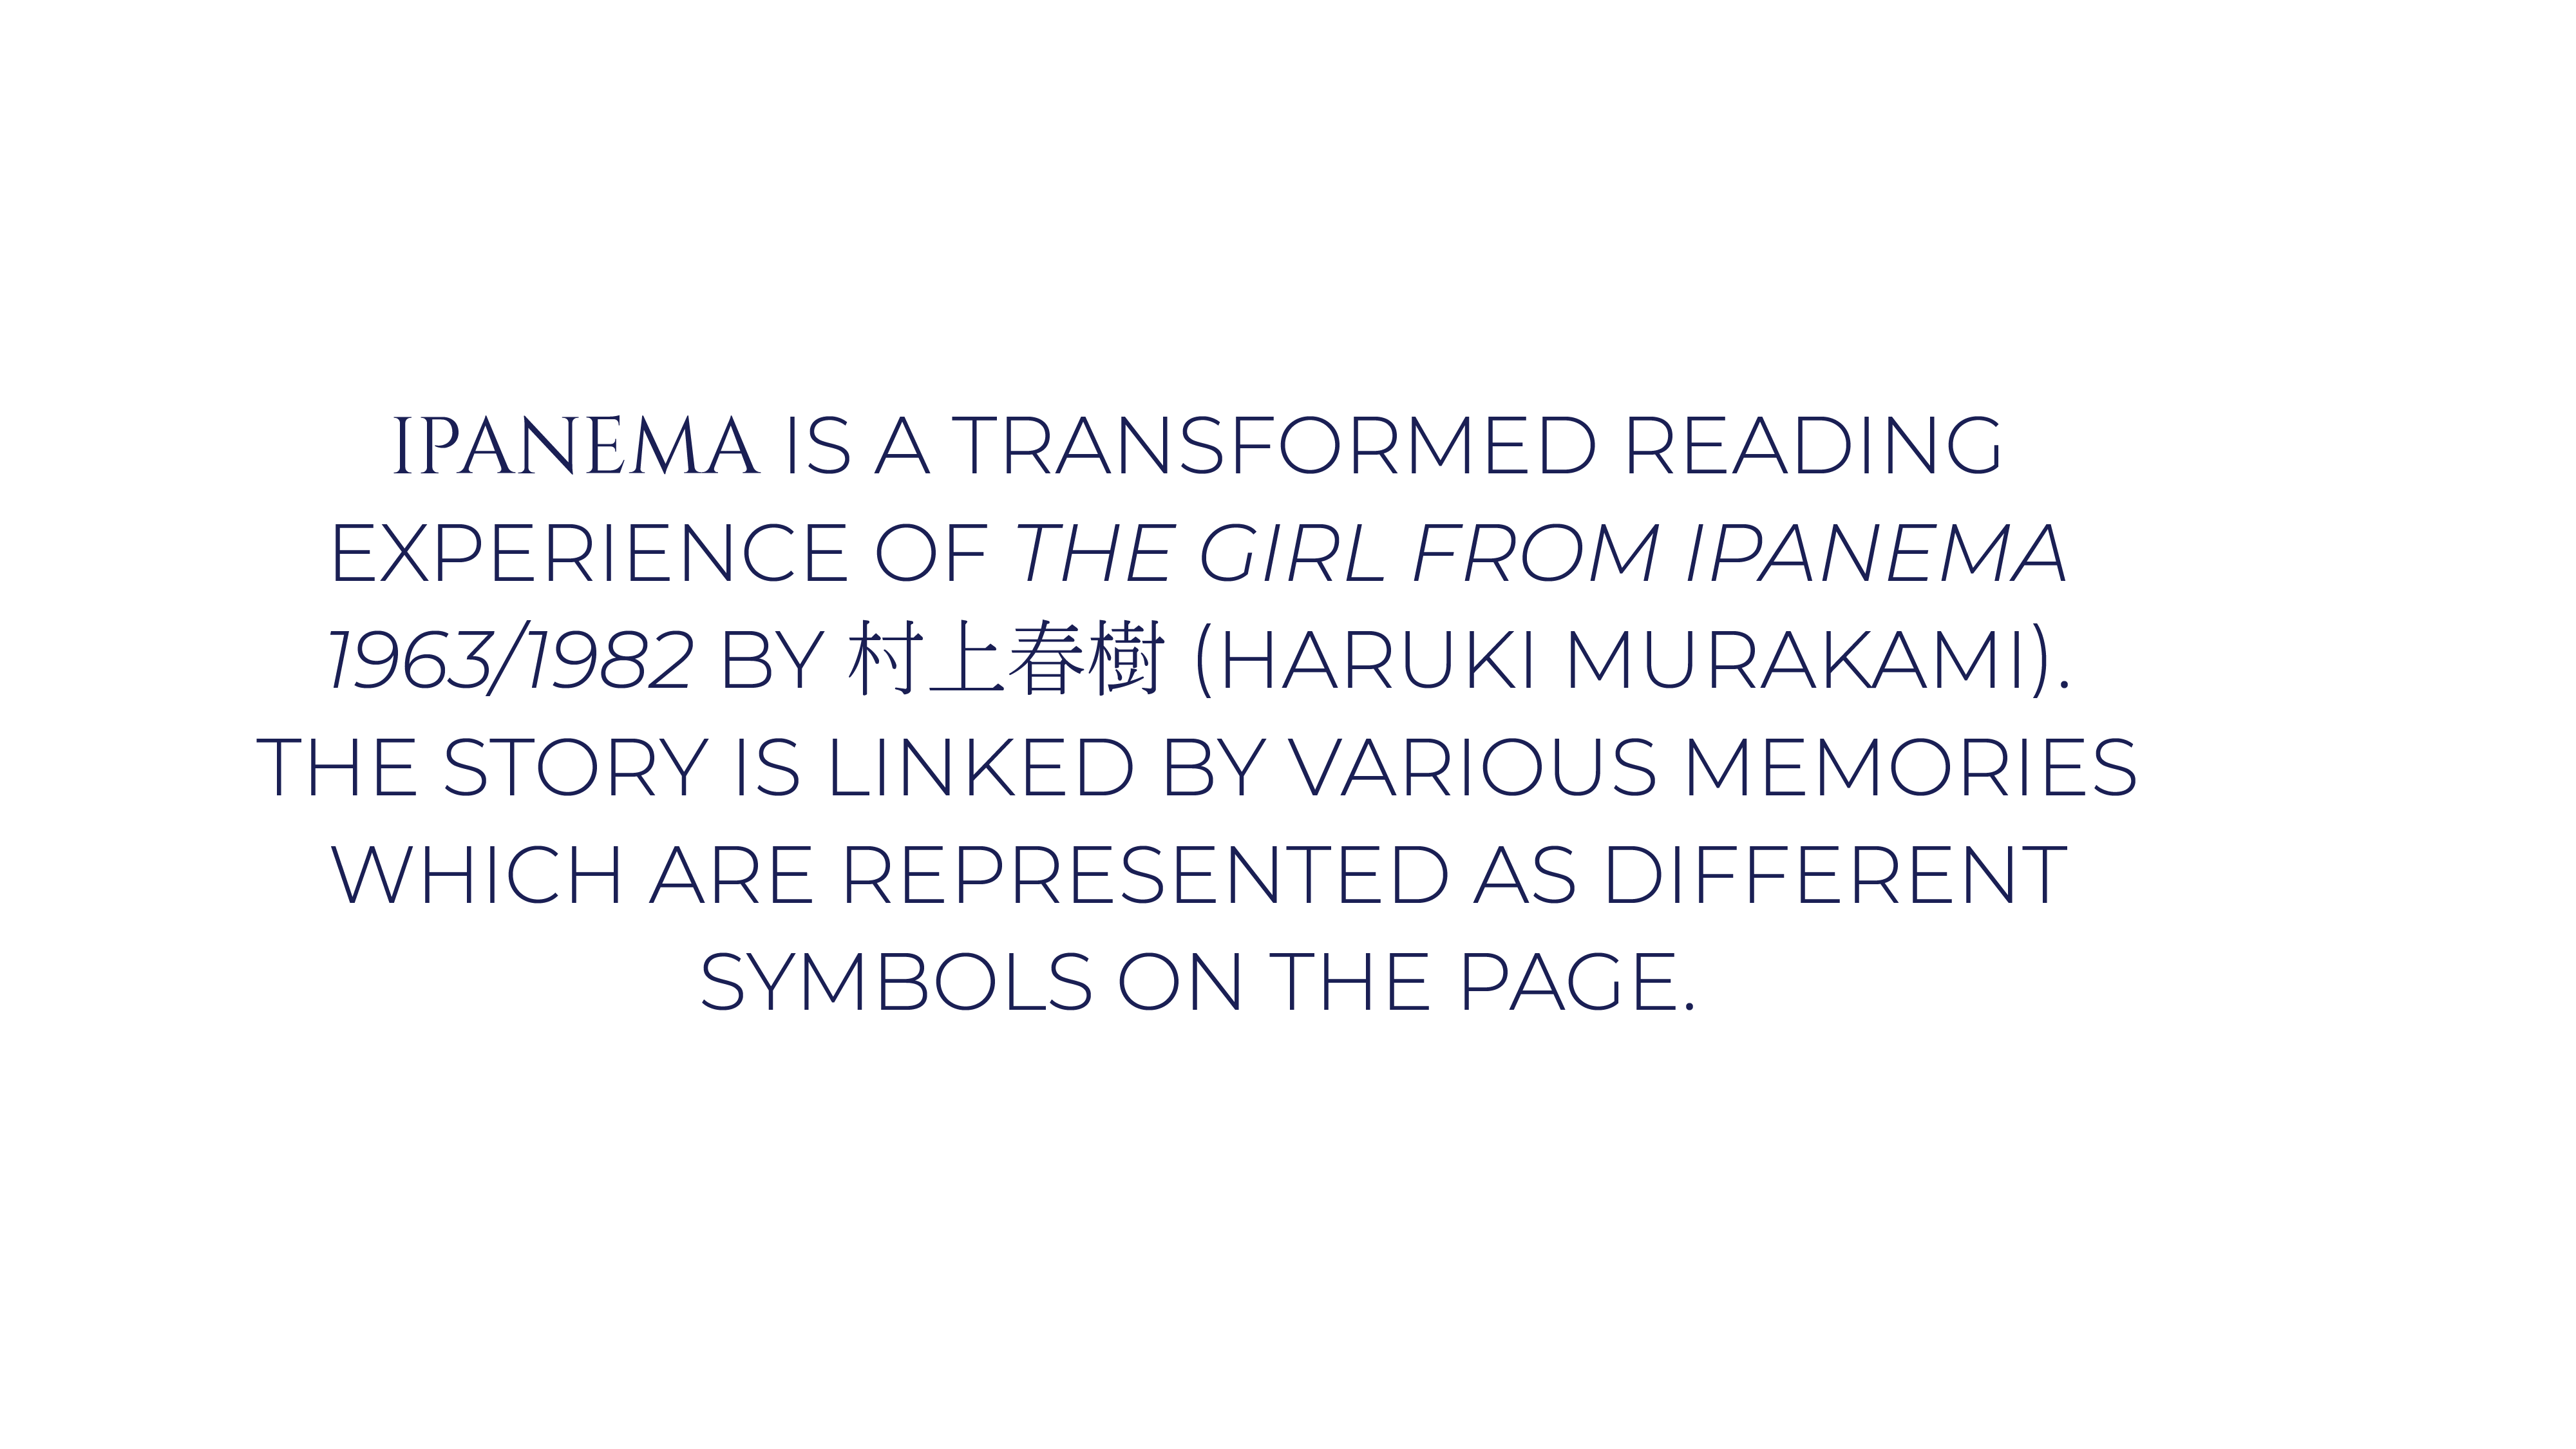 IPANEMA IS A TRANSFORMED READING
EXPERIENCE OF THE GIRL FROM IPANEMA
1963/1982 BY 村上春樹 (HARUKI MURAKAMI).
THE STORY IS LINKED BY VARIOUS MEMORIES
WHICH ARE REPRESENTED AS DIFFERENT
SYMBOLS ON THE PAGE.